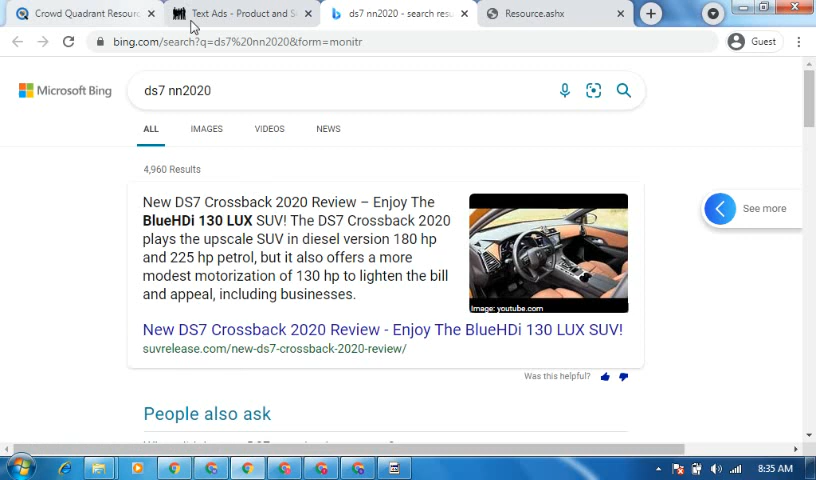 Crowd Quadrant Resourc
Text Ads - Product and S
ds7 nn2020 - search resu
Resource.ashx
bing.com/search?q=ds7%20nn2020&form=monitr
Guest
Microsoft Bing
ds7 nn2020
ALL
IMAGES
VIDEOS
NEWS
4,960 Results
New DS7 Crossback 2020 Review – Enjoy The
BlueHDi 130 LUX SUV! The DS7 Crossback 2020
plays the upscale SUV in diesel version 180 hp
and 225 hp petrol, but it also offers a more
modest motorization of 130 hp to lighten the bill
and appeal, including businesses.
Image: youtube.com
See more
New DS7 Crossback 2020 Review - Enjoy The BlueHDi 130 LUX SUV!
suvrelease.com/new-ds7-crossback-2020-review/
Was this helpful?
People also ask
8:35 AM